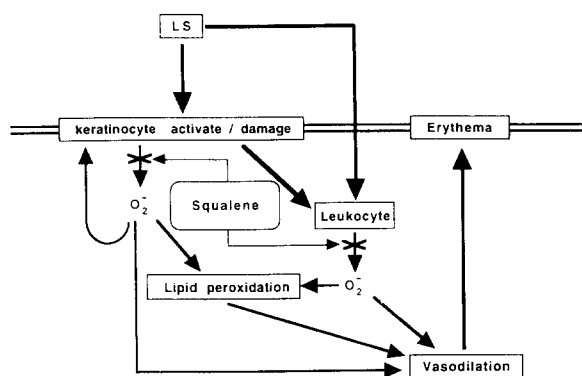 LS
keratinocyte activate / damage
Erythema
O₂⁻
Squalene
Leukocyte
Lipid peroxidation
O₂⁻
Vasodilation